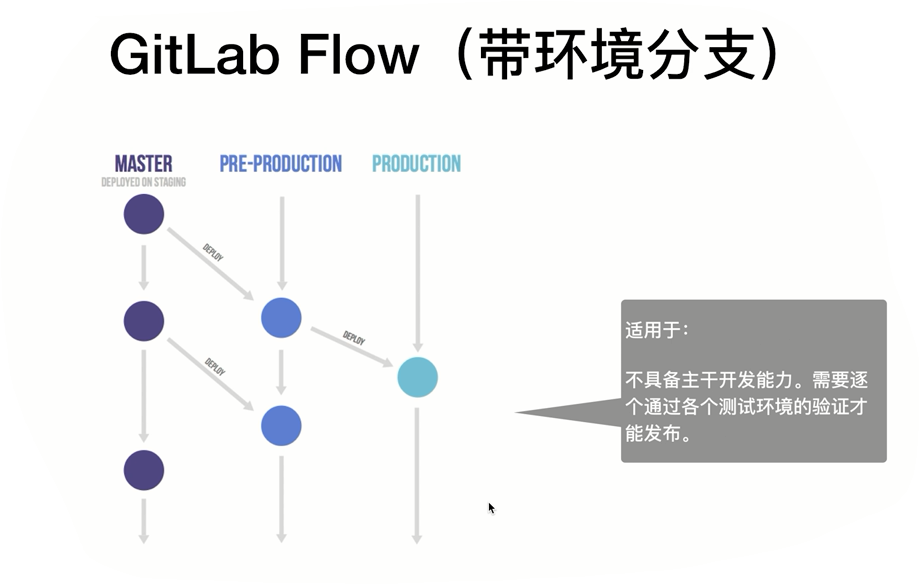 GitLab Flow（带环境分支）
MASTER
DEPLOYED ON STAGING
PRE-PRODUCTION
PRODUCTION
DEPLOY
DEPLOY
DEPLOY
适用于：
不具备主干开发能力。需要逐
个通过各个测试环境的验证才
能发布。